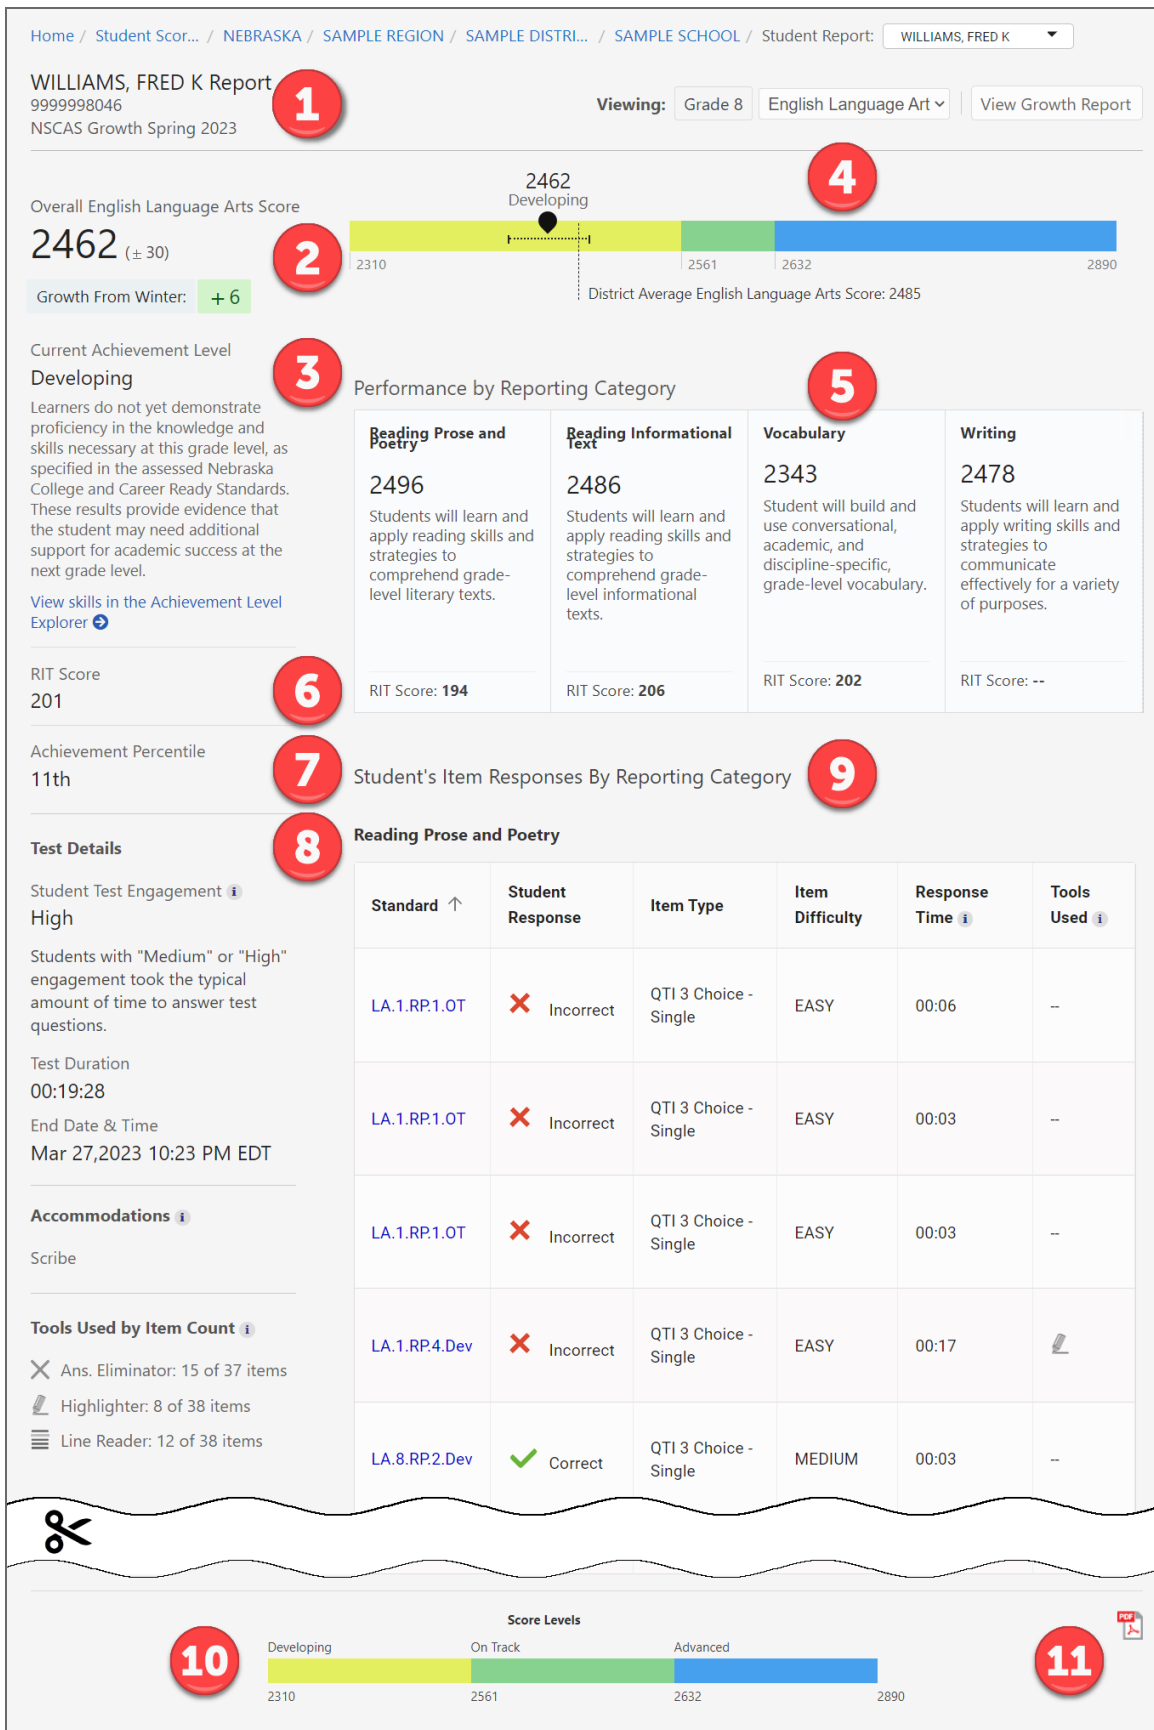 Home / Student Scor... / NEBRASKA / SAMPLE REGION / SAMPLE DISTRI... / SAMPLE SCHOOL / Student Report: WILLIAMS, FRED K
WILLIAMS, FRED K Report
9999998046
NSCAS Growth Spring 2023
1
Viewing: Grade 8 English Language Art View Growth Report
Overall English Language Arts Score
2462 (± 30)
Growth From Winter: + 6
2
4
2462
Developing
2310 2561 2632 2890
District Average English Language Arts Score: 2485
Current Achievement Level
Developing
3
Learners do not yet demonstrate
proficiency in the knowledge and
skills necessary at this grade level, as
specified in the assessed Nebraska
College and Career Ready Standards.
These results provide evidence that
the student may need additional
support for academic success at the
next grade level.
View skills in the Achievement Level
Explorer
RIT Score
201
6
Achievement Percentile
11th
7
Test Details
8
Student Test Engagement i
High
Students with "Medium" or "High"
engagement took the typical
amount of time to answer test
questions.
Test Duration
00:19:28
End Date & Time
Mar 27,2023 10:23 PM EDT
Accommodations i
Scribe
Tools Used by Item Count i
Ans. Eliminator: 15 of 37 items
Highlighter: 8 of 38 items
Line Reader: 12 of 38 items
Performance by Reporting Category
5
Reading Prose and
Poetry
2496
Students will learn and
apply reading skills and
strategies to
comprehend grade-
level literary texts.
RIT Score: 194
Reading Informational
Text
2486
Students will learn and
apply reading skills and
strategies to
comprehend grade-
level informational
texts.
RIT Score: 206
Vocabulary
2343
Student will build and
use conversational,
academic, and
discipline-specific,
grade-level vocabulary.
RIT Score: 202
Writing
2478
Students will learn and
apply writing skills and
strategies to
communicate
effectively for a variety
of purposes.
RIT Score: --
Student's Item Responses By Reporting Category
9
Reading Prose and Poetry
Standard ↑ Student Response Item Type Item Difficulty Response Time i Tools Used i
LA.1.RP.1.OT Incorrect QTI 3 Choice - Single EASY 00:06 --
LA.1.RP.1.OT Incorrect QTI 3 Choice - Single EASY 00:03 --
LA.1.RP.1.OT Incorrect QTI 3 Choice - Single EASY 00:03 --
LA.1.RP.4.Dev Incorrect QTI 3 Choice - Single EASY 00:17
LA.8.RP.2.Dev Correct QTI 3 Choice - Single MEDIUM 00:03 --
Score Levels
10
Developing On Track Advanced
2310 2561 2632 2890
PDF
11